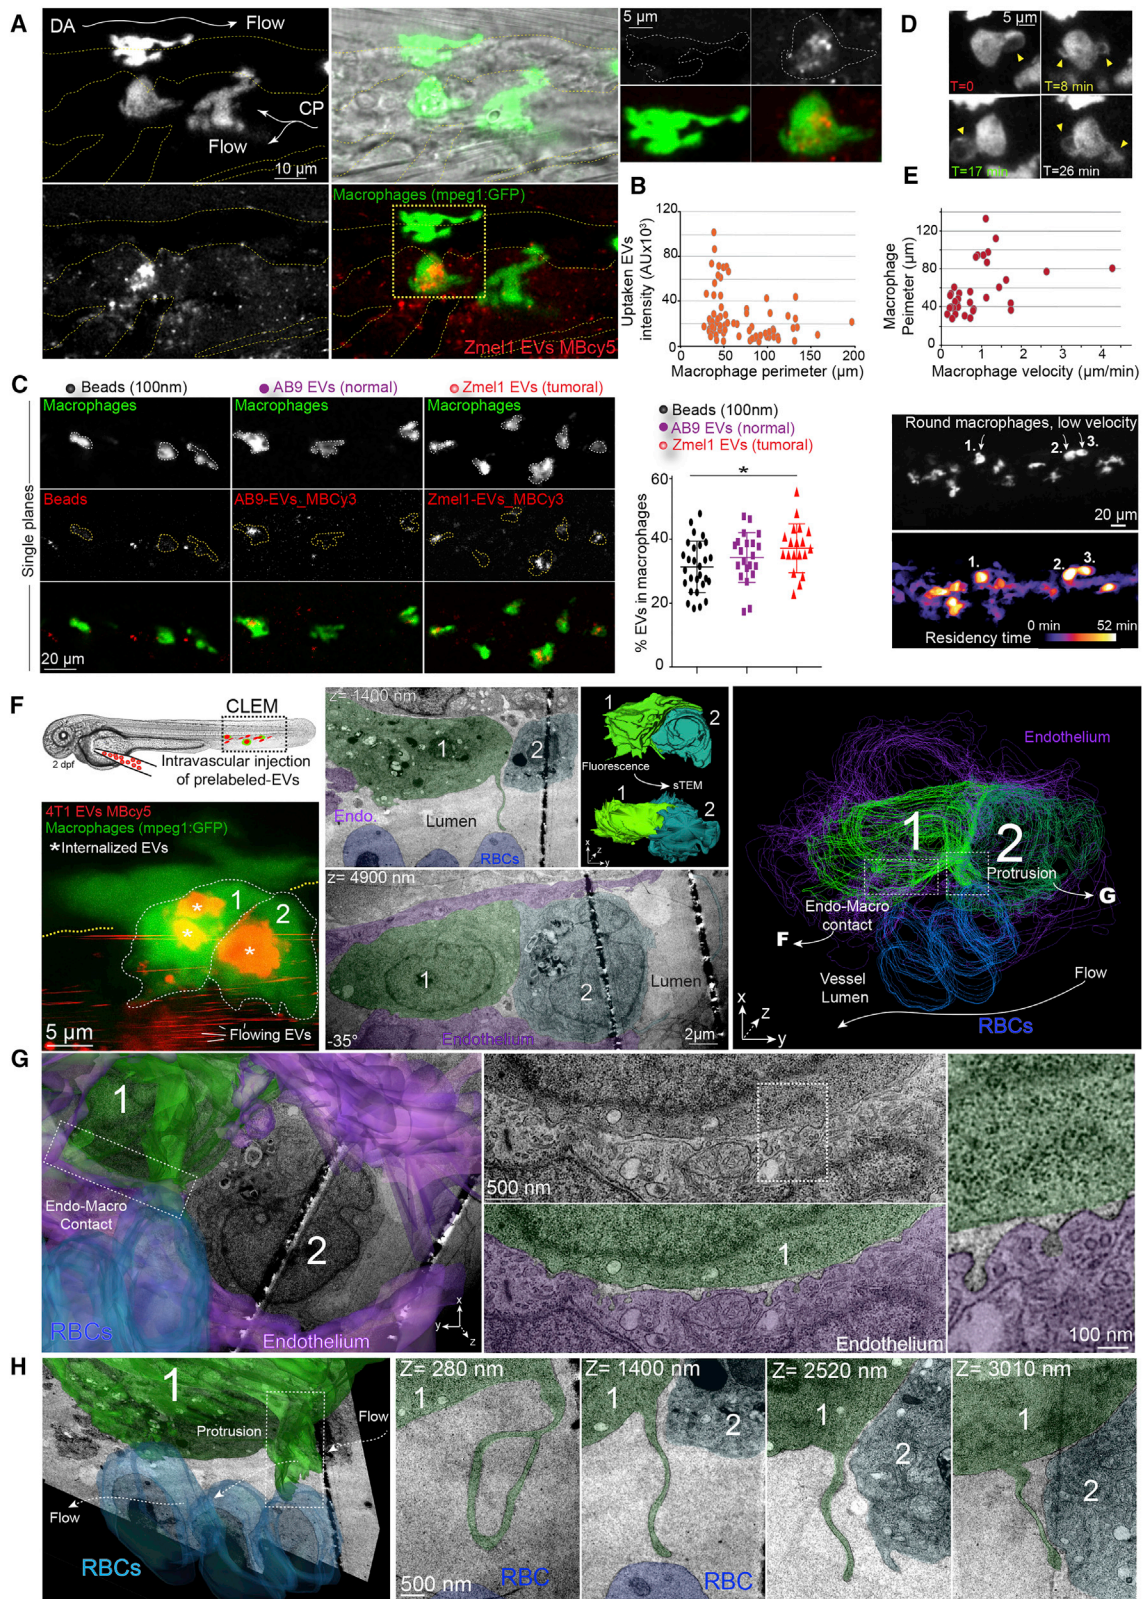 A
DA
Flow
CP
Flow
10 µm
Macrophages (mpeg1:GFP)
Zmel1 EVs MBcy5
5 µm
B
Uptaken EVs
intensity (AUx10³)
120
80
40
0
0
50
100
150
200
Macrophage perimeter (µm)
D
5 µm
T=0
T=8 min
T=17 min
T=26 min
E
Macrophage
Peimeter (µm)
120
80
40
0
0
1
2
3
4
Macrophage velocity (µm/min)
Round macrophages, low velocity
1.
2.
3.
20 µm
1.
2.
3.
0 min
52 min
Residency time
C
Beads (100nm)
AB9 EVs (normal)
Zmel1 EVs (tumoral)
Single planes
Macrophages
Macrophages
Macrophages
Beads
AB9-EVs_MBCy3
Zmel1-EVs_MBCy3
20 µm
Beads (100nm)
AB9 EVs (normal)
Zmel1 EVs (tumoral)
*
% EVs in macrophages
60
40
20
0
F
CLEM
2 dpf
Intravascular injection
of prelabeled-EVs
4T1 EVs MBcy5
Macrophages (mpeg1:GFP)
*Internalized EVs
1
2
*
*
*
5 µm
Flowing EVs
z= 1400 nm
1
2
Endo.
Lumen
RBCs
z= 4900 nm
1
2
Lumen
-35°
Endothelium
2µm
1
2
Fluorescence
sTEM
1
2
x
z
y
Endothelium
1
2
Protrusion
G
Endo-Macro
contact
F
Vessel
Lumen
Flow
RBCs
x
z
y
G
1
2
Endo-Macro
Contact
RBCs
Endothelium
x
y
z
500 nm
1
Endothelium
100 nm
H
1
Protrusion
Flow
Flow
RBCs
Z= 280 nm
1
RBC
500 nm
Z= 1400 nm
1
2
RBC
Z= 2520 nm
1
2
Z= 3010 nm
1
2